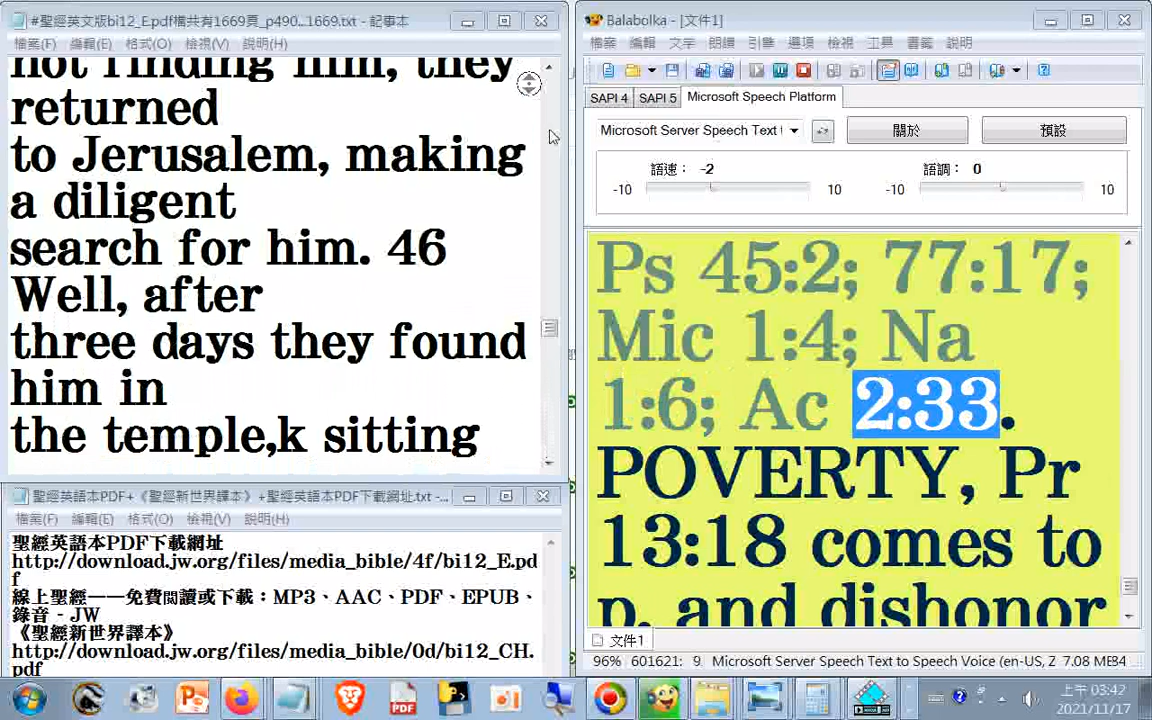 #聖經英文版bi12_E.pdf檔共有1669頁_p490...1669.txt - 記事本
檔案(F) 編輯(E) 格式(O) 檢視(V) 說明(H)
not finding him, they
returned
to Jerusalem, making
a diligent
search for him. 46
Well, after
three days they found
him in
the temple,k sitting
聖經英語本PDF+《聖經新世界譯本》+聖經英語本PDF下載網址.txt - ...
檔案(F) 編輯(E) 格式(O) 檢視(V) 說明(H)
聖經英語本PDF下載網址
http://download.jw.org/files/media_bible/4f/bi12_E.pd
f
線上聖經——免費閱讀或下載：MP3、AAC、PDF、EPUB、
錄音 - JW
《聖經新世界譯本》
http://download.jw.org/files/media_bible/0d/bi12_CH.
pdf
Balabolka - [文件1]
檔案 編輯 文字 朗讀 引擎 選項 檢視 工具 書籤 說明
SAPI 4 SAPI 5 Microsoft Speech Platform
Microsoft Server Speech Text 關於 預設
語速： -2 語調： 0
-10 10 -10 10
Ps 45:2; 77:17;
Mic 1:4; Na
1:6; Ac 2:33.
POVERTY, Pr
13:18 comes to
p. and dishonor
文件1
96% 601621: 9 Microsoft Server Speech Text to Speech Voice (en-US, Z 7.08 MB
上午 03:42
2021/11/17